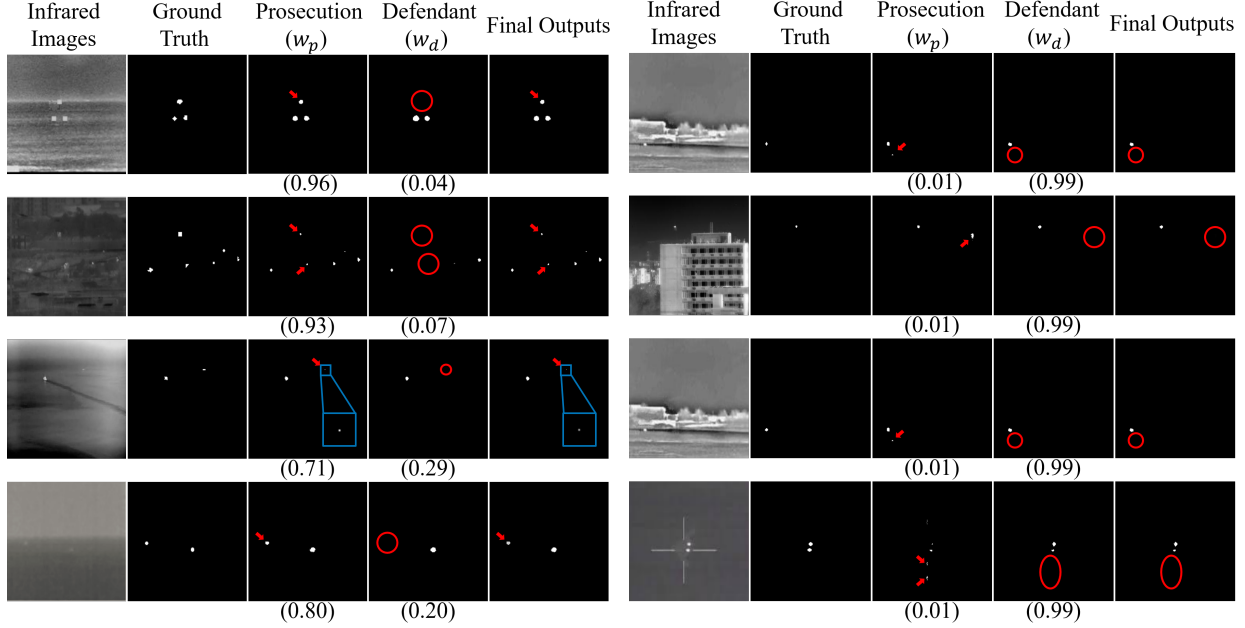 Infrared Images
Ground Truth
Prosecution (w_p)
Defendant (w_d)
Final Outputs
(0.96) (0.04)
(0.93) (0.07)
(0.71) (0.29)
(0.80) (0.20)
Infrared Images
Ground Truth
Prosecution (w_p)
Defendant (w_d)
Final Outputs
(0.01) (0.99)
(0.01) (0.99)
(0.01) (0.99)
(0.01) (0.99)